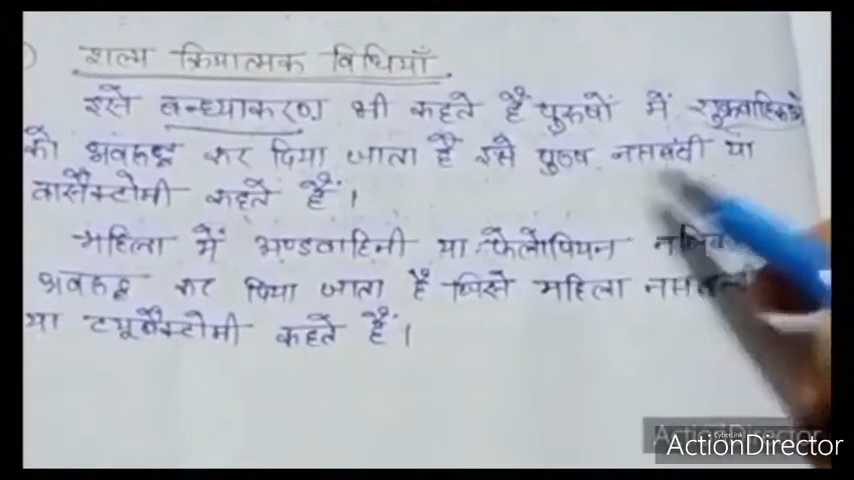 शल्य क्रियात्मक विधियाँ
इसे बन्ध्याकरण भी कहते हैं पुरुषों में शुक्रवाहिकाओ
को अवरुद्ध कर दिया जाता है इसे पुरुष नसबंदी या
वासैक्टोमी कहते हैं।
महिला में अण्डवाहिनी या फेलोपियन
अवरुद्ध कर दिया जाता है जिसे महिला
या ट्यूबैक्टोमी कहते हैं।
CyberLink
ActionDirector